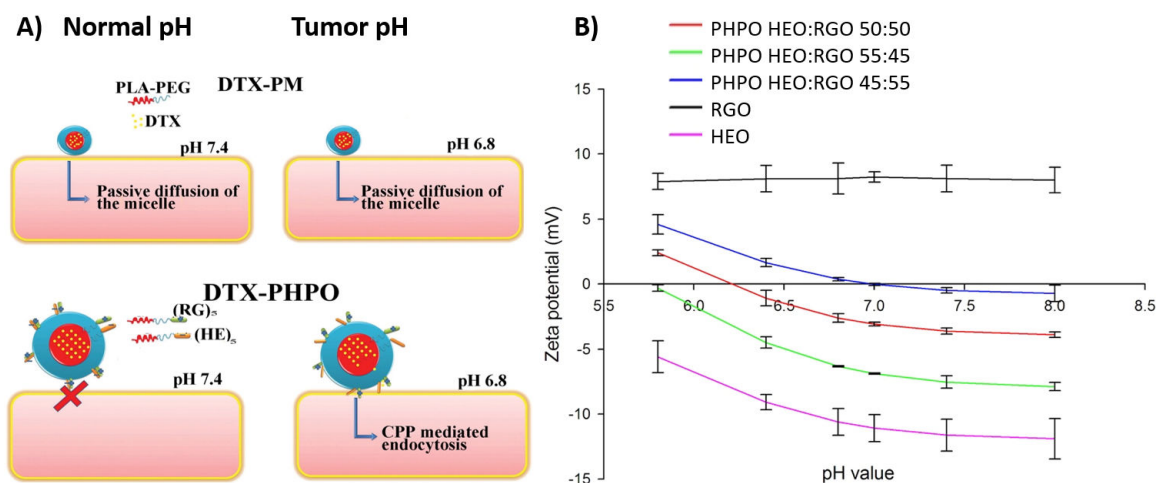 A) Normal pH
Tumor pH
PLA-PEG
DTX-PM
DTX
pH 7.4
Passive diffusion of
the micelle
pH 6.8
Passive diffusion of
the micelle
DTX-PHPO
(RG)₅
(HE)₅
pH 7.4
pH 6.8
CPP mediated
endocytosis
B)
PHPO HEO:RGO 50:50
PHPO HEO:RGO 55:45
PHPO HEO:RGO 45:55
RGO
HEO
Zeta potential (mV)
15
10
5
0
-5
-10
-15
5.5 6.0 6.5 7.0 7.5 8.0 8.5
pH value